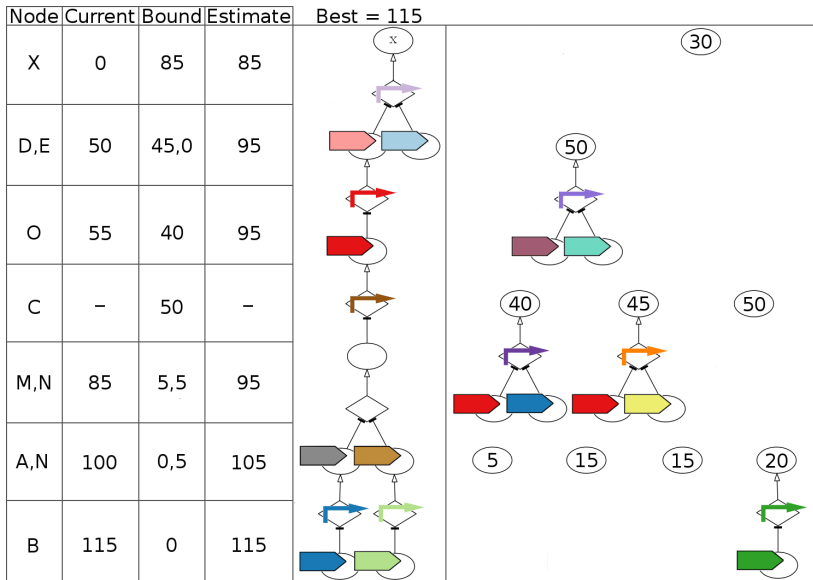 Node Current Bound Estimate Best = 115
X 0 85 85 x 30
D,E 50 45,0 95 50
O 55 40 95
C – 50 – 40 45 50
M,N 85 5,5 95
A,N 100 0,5 105 5 15 15 20
B 115 0 115